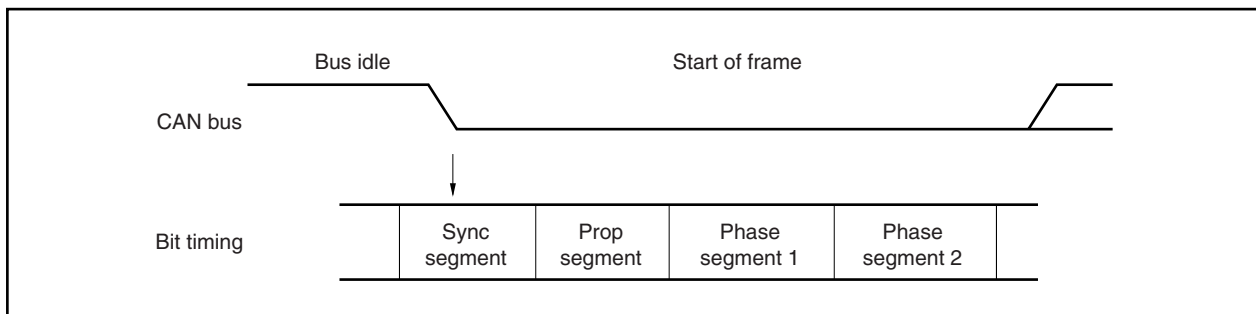 Bus idle
Start of frame
CAN bus
Bit timing
Sync
segment
Prop
segment
Phase
segment 1
Phase
segment 2